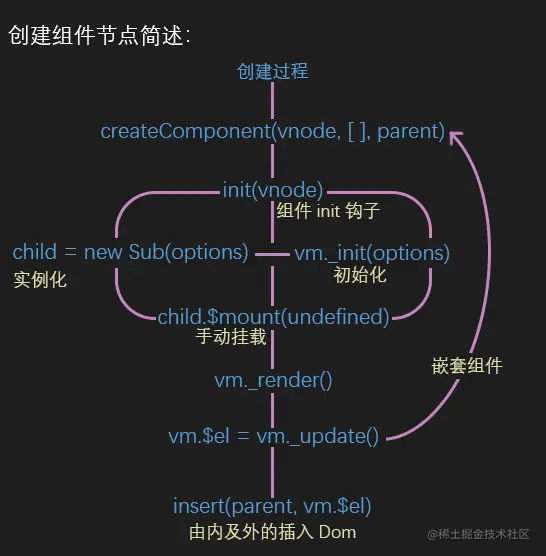 创建组件节点简述：
创建过程
createComponent(vnode, [ ], parent)
init(vnode)
组件 init 钩子
child = new Sub(options)
vm._init(options)
实例化
初始化
child.$mount(undefined)
手动挂载
嵌套组件
vm._render()
vm.$el = vm._update()
insert(parent, vm.$el)
由内及外的插入 Dom
@稀土掘金技术社区